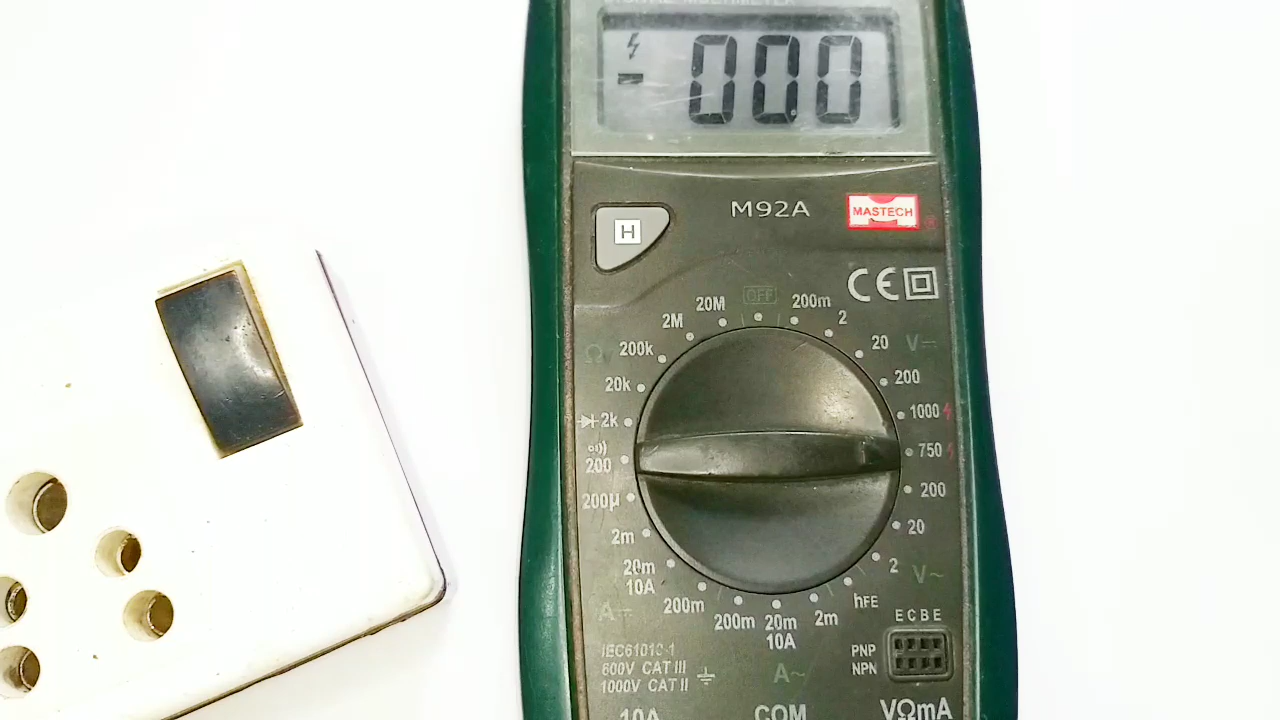 - 000
M92A
MASTECH
H
CE
OFF
20M
200m
2M
2
Ω
200k
20
V⎓
20k
200
2k
1000
200
750
200µ
200
2m
20
20m
10A
2
V~
200m
hFE
A⎓
200m
20m
10A
2m
E C B E
PNP
NPN
IEC61010-1
600V CAT III
1000V CAT II
A~
10A
COM
VΩmA